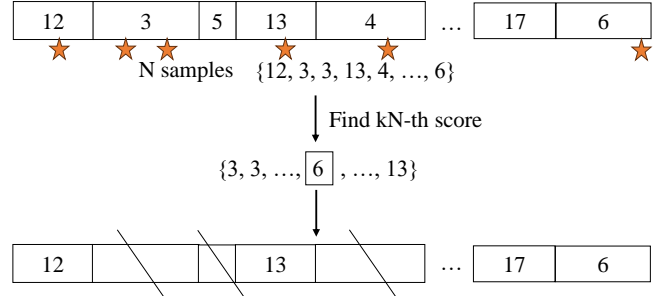 12 3 5 13 4 ... 17 6
N samples {12, 3, 3, 13, 4, ..., 6}
Find kN-th score
{3, 3, ..., 6 , ..., 13}
12 13 ... 17 6